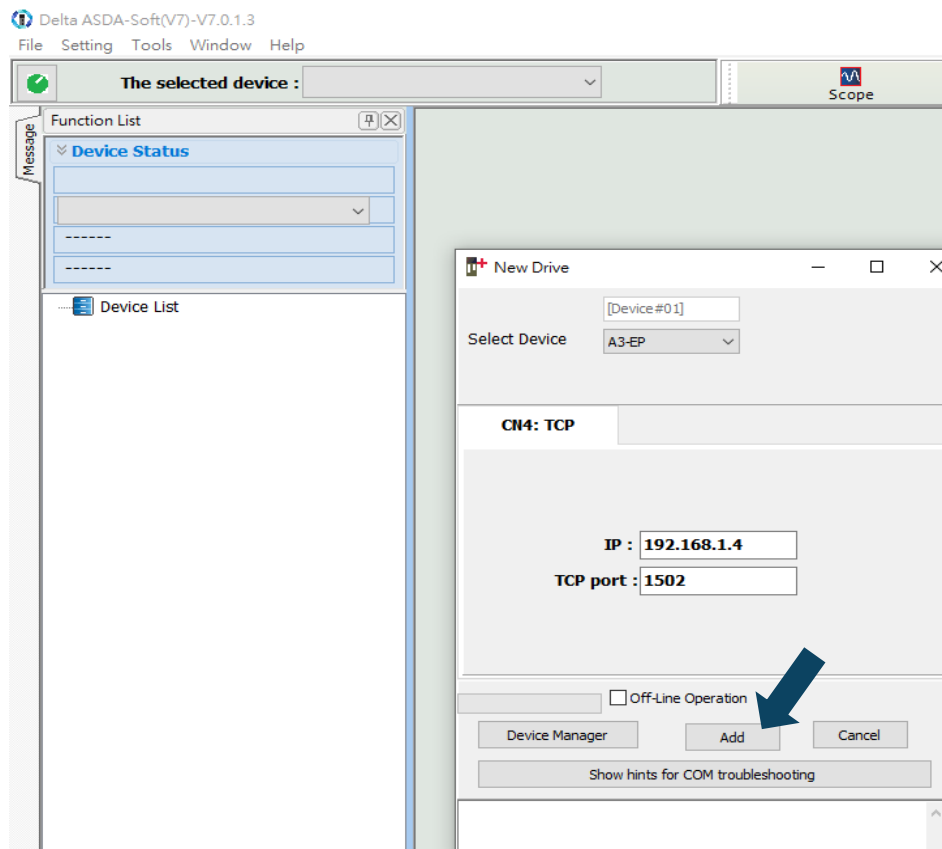 Delta ASDA-Soft(V7)-V7.0.1.3
File Setting Tools Window Help
The selected device :
Scope
Message
Function List
Device Status
------
------
Device List
New Drive
[Device#01]
Select Device
A3-EP
CN4: TCP
IP : 192.168.1.4
TCP port : 1502
Off-Line Operation
Device Manager
Add
Cancel
Show hints for COM troubleshooting